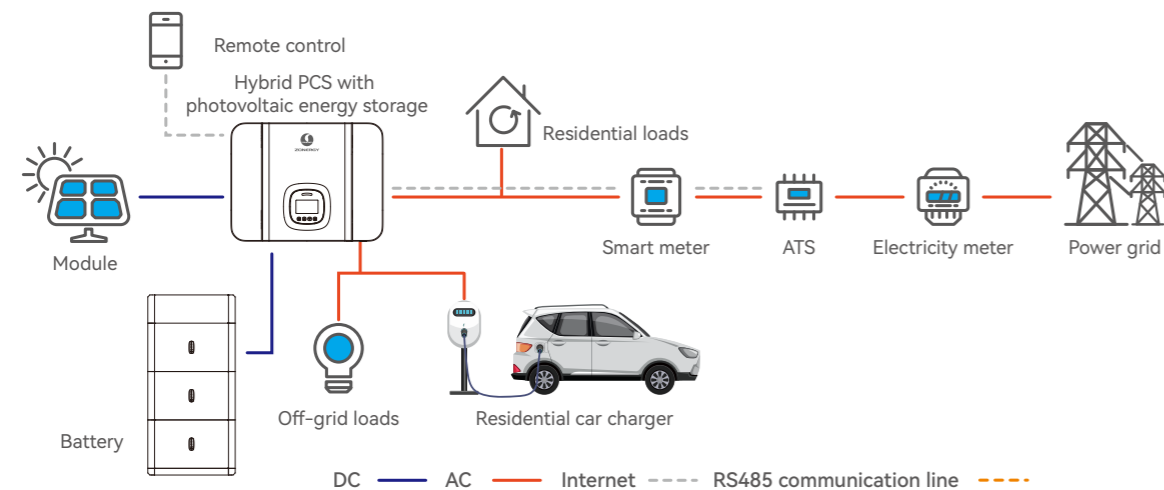 Remote control
Hybrid PCS with
photovoltaic energy storage
ZONERGY
Residential loads
Module
Smart meter
ATS
Electricity meter
Power grid
Off-grid loads
Residential car charger
Battery
DC
AC
Internet
RS485 communication line